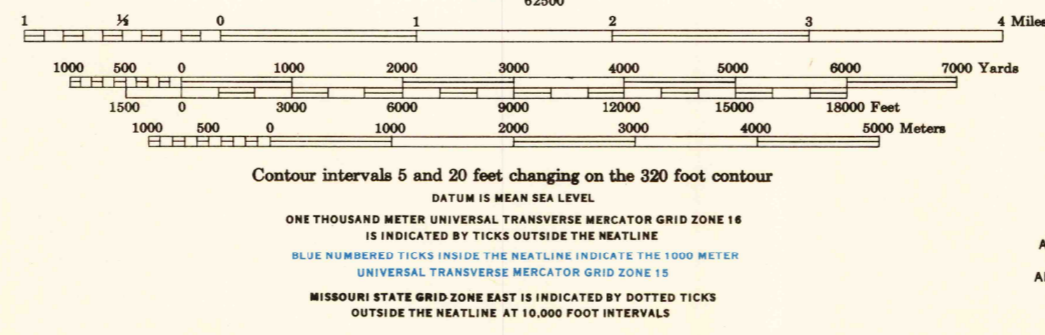 62500
1 ½ 0 1 2 3 4 Miles
1000 500 0 1000 2000 3000 4000 5000 6000 7000 Yards
1500 0 3000 6000 9000 12000 15000 18000 Feet
1000 500 0 1000 2000 3000 4000 5000 Meters
Contour intervals 5 and 20 feet changing on the 320 foot contour
DATUM IS MEAN SEA LEVEL
ONE THOUSAND METER UNIVERSAL TRANSVERSE MERCATOR GRID ZONE 16
IS INDICATED BY TICKS OUTSIDE THE NEATLINE
BLUE NUMBERED TICKS INSIDE THE NEATLINE INDICATE THE 1000 METER
UNIVERSAL TRANSVERSE MERCATOR GRID ZONE 15
MISSOURI STATE GRID ZONE EAST IS INDICATED BY DOTTED TICKS
OUTSIDE THE NEATLINE AT 10,000 FOOT INTERVALS